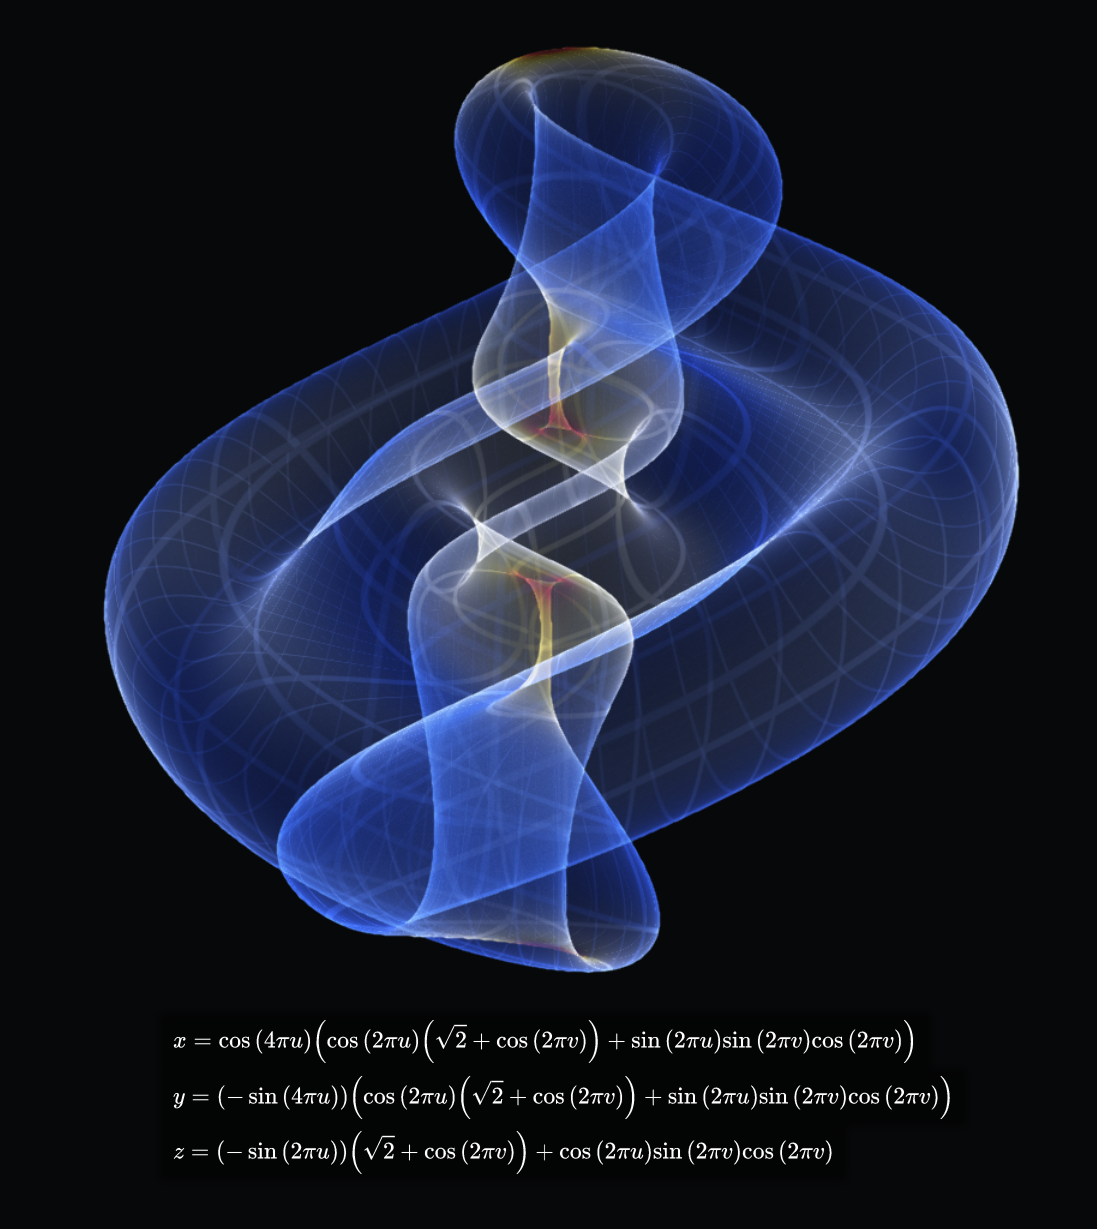 x = cos (4πu)(cos (2πu)(√2 + cos (2πv)) + sin (2πu)sin (2πv)cos (2πv))
y = (− sin (4πu))(cos (2πu)(√2 + cos (2πv)) + sin (2πu)sin (2πv)cos (2πv))
z = (− sin (2πu))(√2 + cos (2πv)) + cos (2πu)sin (2πv)cos (2πv)